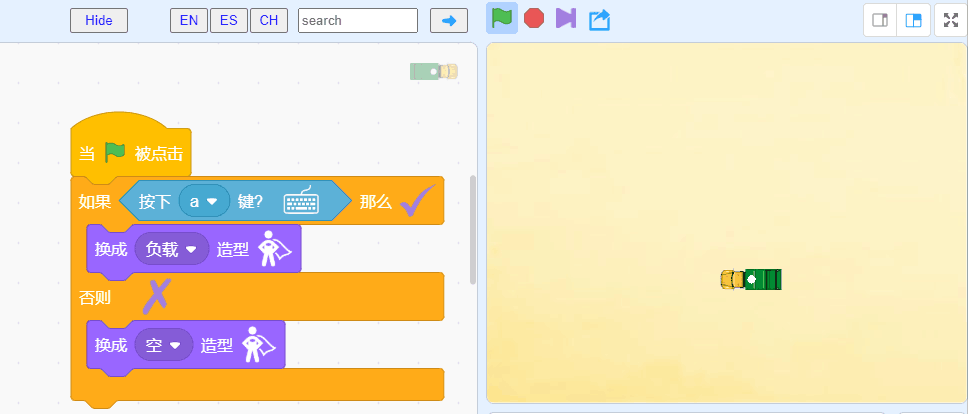 Hide EN ES CH search
当 被点击
如果 按下 a 键? 那么
换成 负载 造型
否则
换成 空 造型